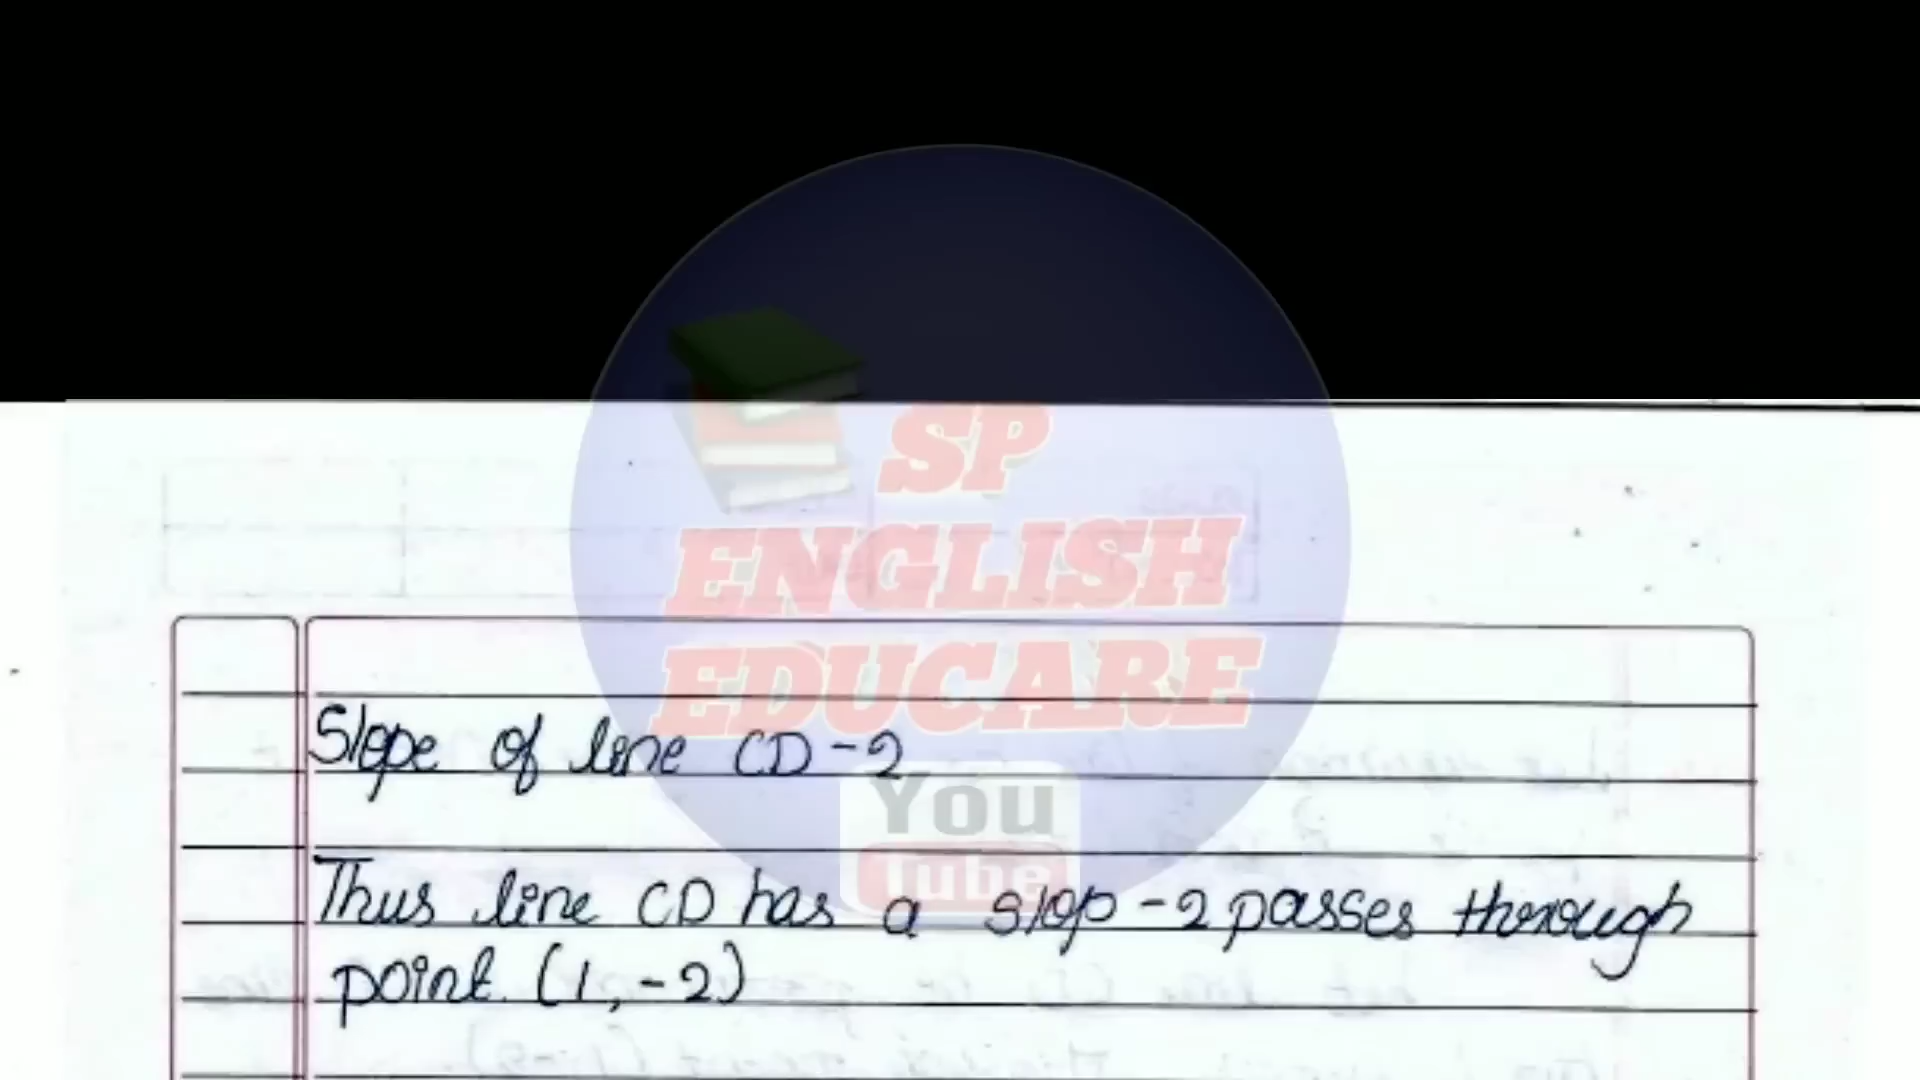 SP
ENGLISH
EDUCARE
You
Tube
Slope of line CD -2
Thus line CD has a slop -2 passes thorough
point. (1, -2)